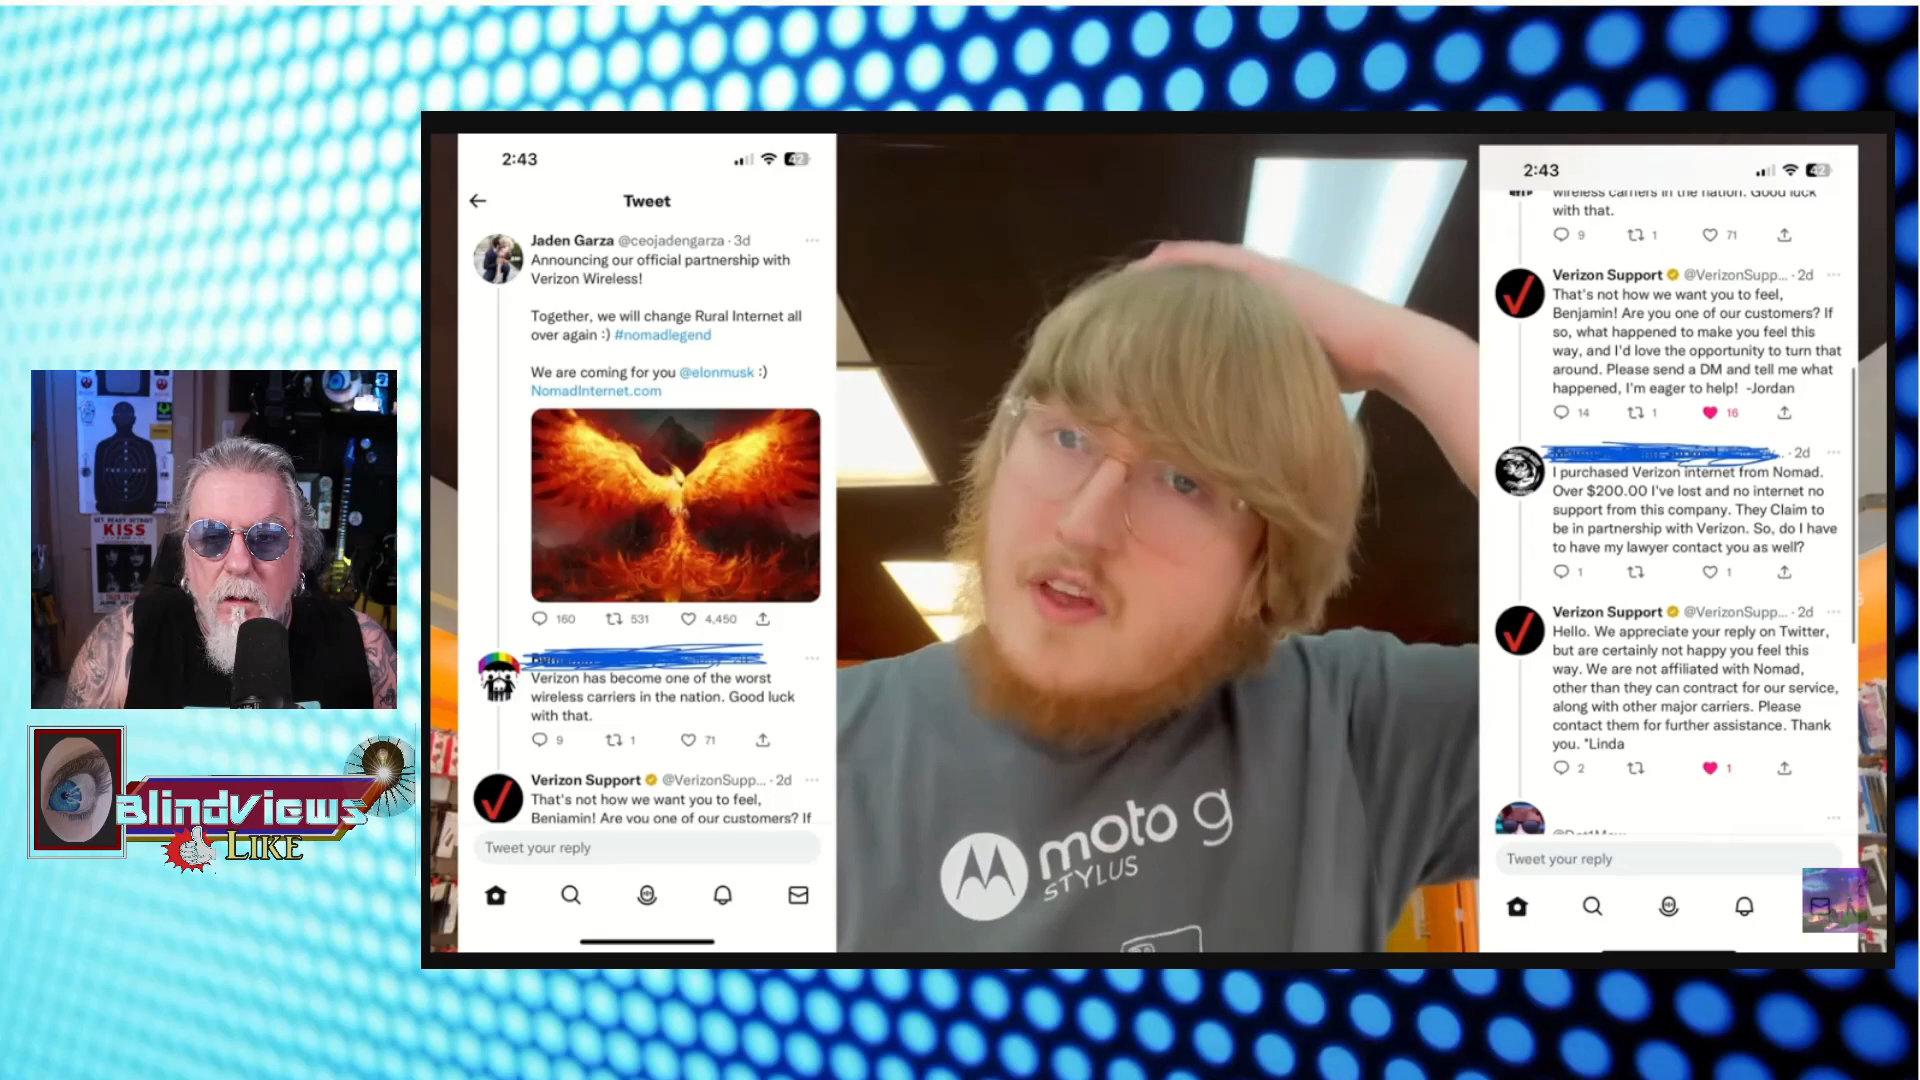 2:43
42
Tweet
Jaden Garza @ceojadengarza · 3d
Announcing our official partnership with
Verizon Wireless!
Together, we will change Rural Internet all
over again :) #nomadlegend
We are coming for you @elonmusk :)
NomadInternet.com
160 531 4,450
Verizon has become one of the worst
wireless carriers in the nation. Good luck
with that.
9 1 71
Verizon Support @VerizonSupp... · 2d
That's not how we want you to feel,
Benjamin! Are you one of our customers? If
Tweet your reply
GET READY DETROIT
KISS
BlindViews
LIKE
moto g
STYLUS
2:43
42
wireless carriers in the nation. Good luck
with that.
9 1 71
Verizon Support @VerizonSupp... · 2d
That's not how we want you to feel,
Benjamin! Are you one of our customers? If
so, what happened to make you feel this
way, and I'd love the opportunity to turn that
around. Please send a DM and tell me what
happened, I'm eager to help! -Jordan
14 1 16
· 2d
I purchased Verizon internet from Nomad.
Over $200.00 I've lost and no internet no
support from this company. They Claim to
be in partnership with Verizon. So, do I have
to have my lawyer contact you as well?
1 1
Verizon Support @VerizonSupp... · 2d
Hello. We appreciate your reply on Twitter,
but are certainly not happy you feel this
way. We are not affiliated with Nomad,
other than they can contract for our service,
along with other major carriers. Please
contact them for further assistance. Thank
you. *Linda
2 1
Tweet your reply